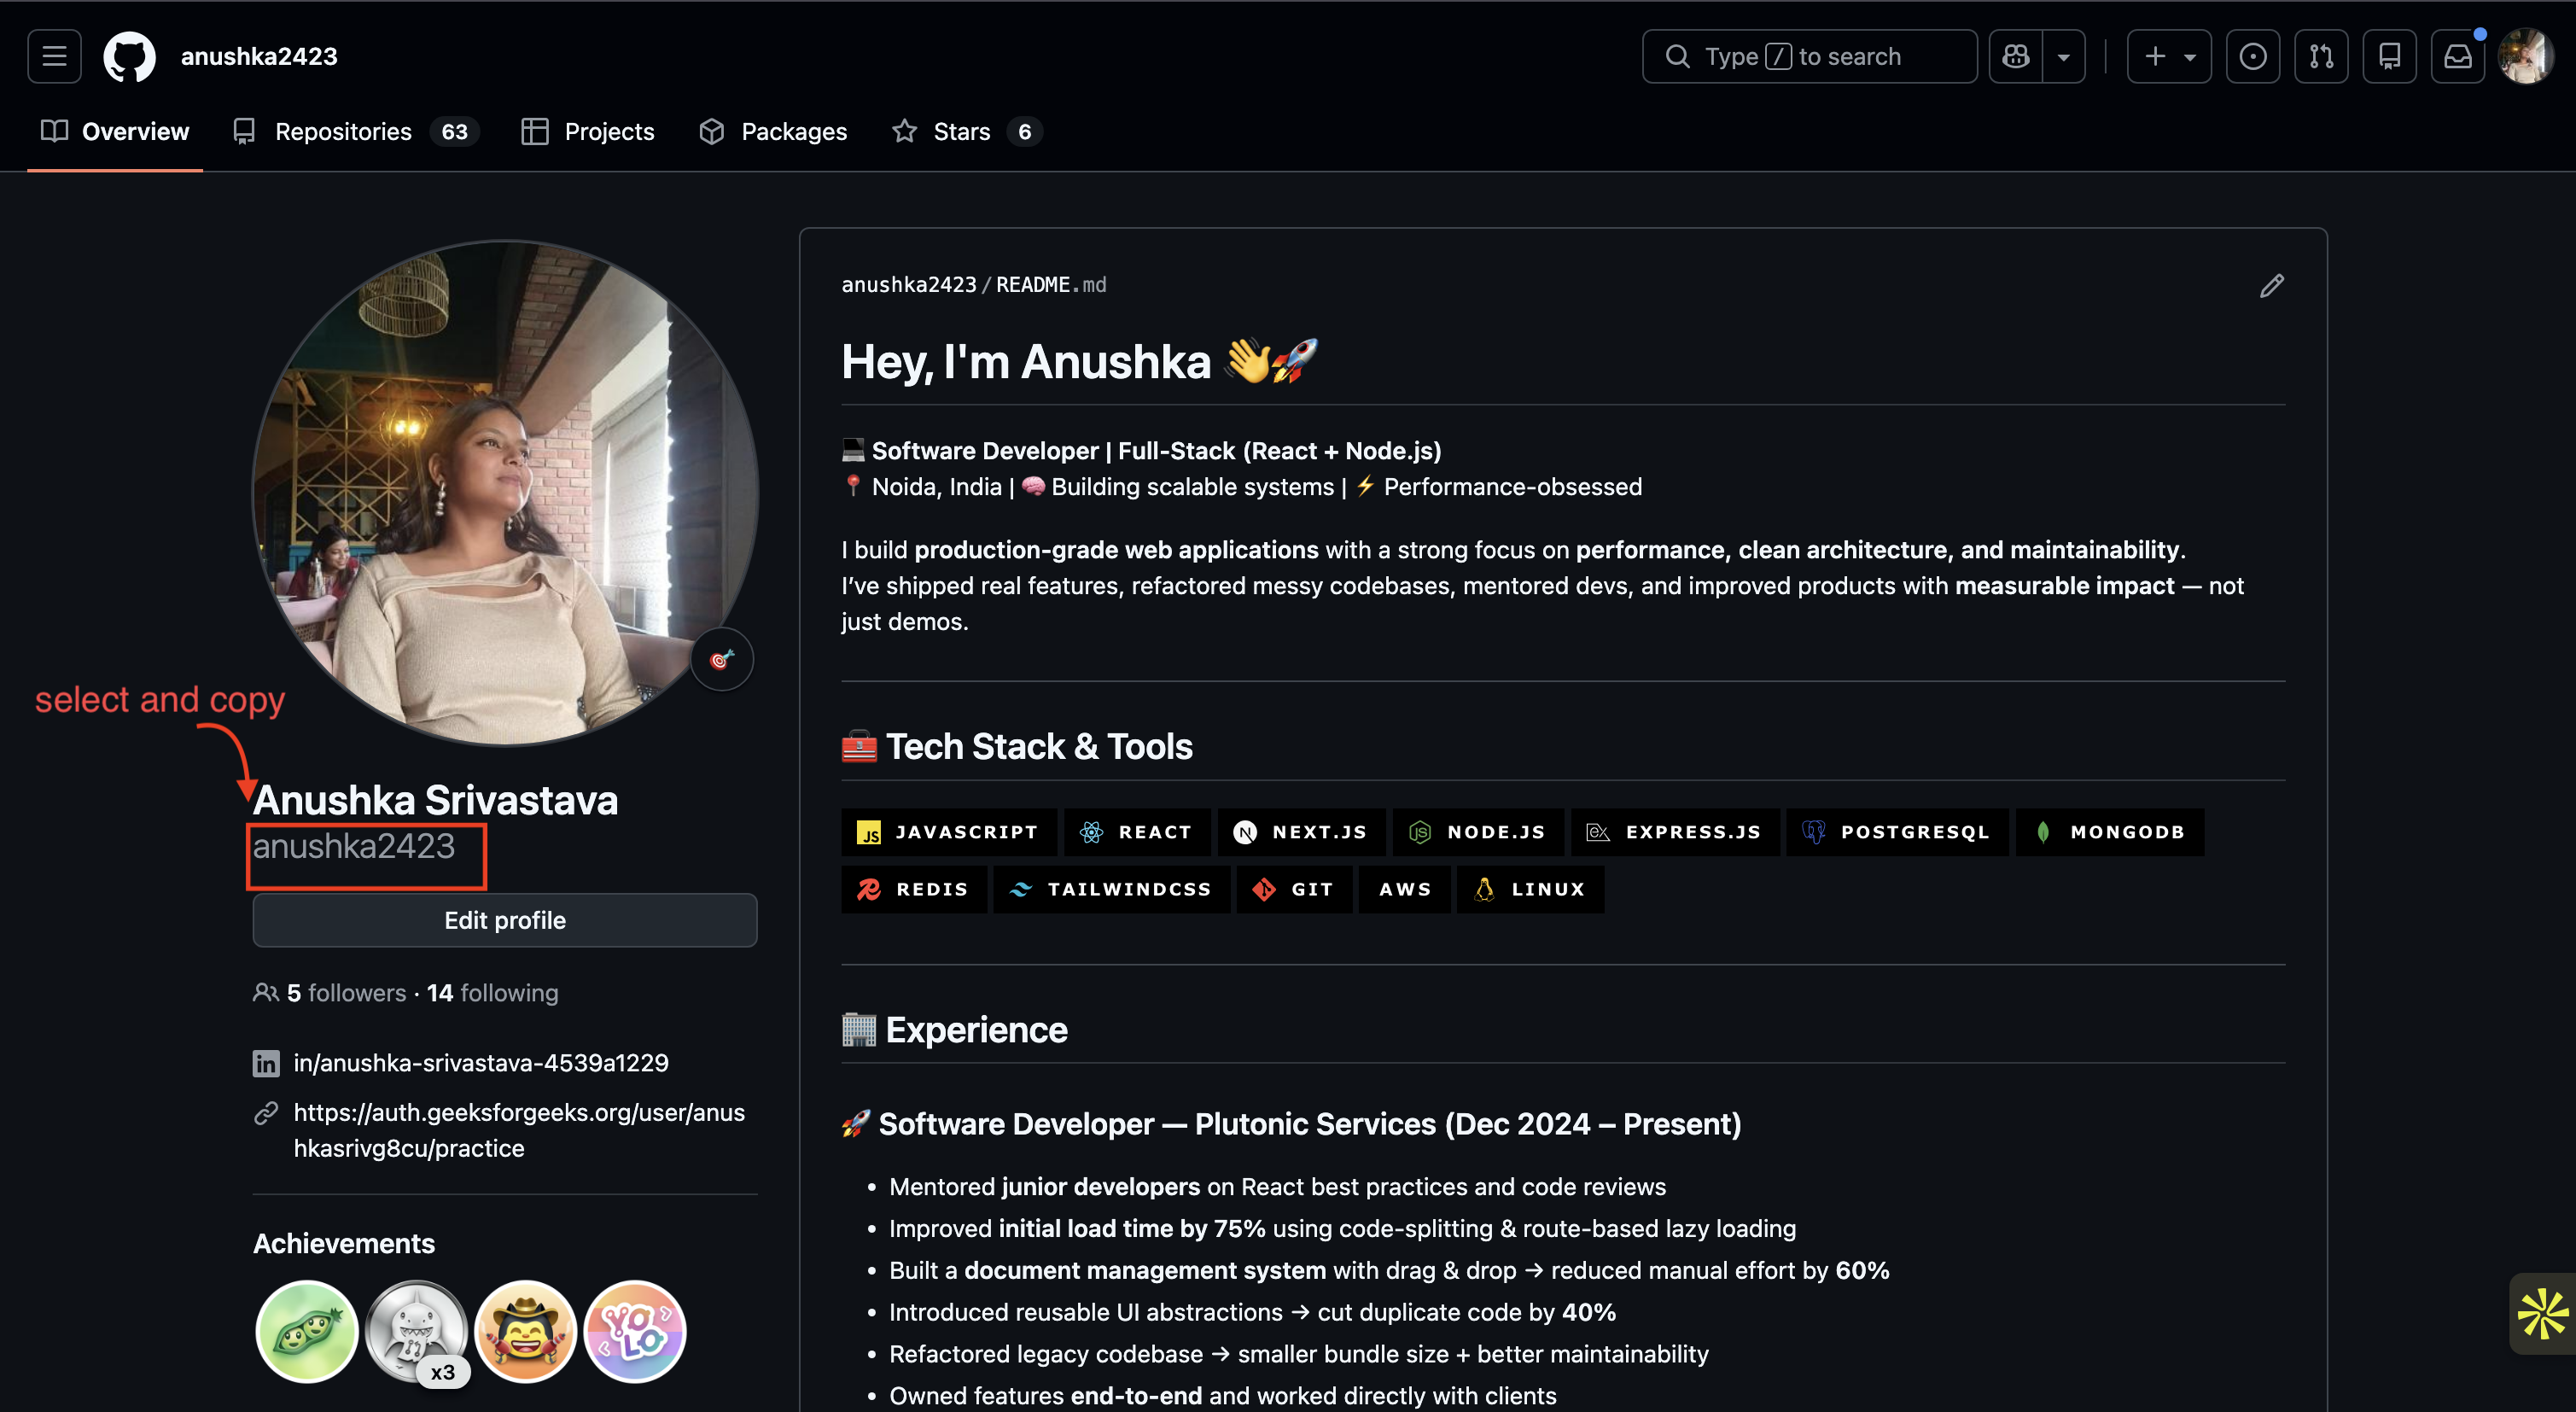 anushka2423
Type / to search
Overview
Repositories 63
Projects
Packages
Stars 6
select and copy
Anushka Srivastava
anushka2423
Edit profile
5 followers · 14 following
in/anushka-srivastava-4539a1229
https://auth.geeksforgeeks.org/user/anus
hkasrivg8cu/practice
Achievements
x3
YOLO
anushka2423/README.md
Hey, I'm Anushka 👋🚀
💻 Software Developer | Full-Stack (React + Node.js)
📍 Noida, India | 🧠 Building scalable systems | ⚡ Performance-obsessed
I build production-grade web applications with a strong focus on performance, clean architecture, and maintainability.
I’ve shipped real features, refactored messy codebases, mentored devs, and improved products with measurable impact — not
just demos.
🧰 Tech Stack & Tools
JS JAVASCRIPT
REACT
N NEXT.JS
JS NODE.JS
ex EXPRESS.JS
POSTGRESQL
MONGODB
REDIS
TAILWINDCSS
GIT
AWS
LINUX
🏢 Experience
🚀 Software Developer — Plutonic Services (Dec 2024 – Present)
• Mentored junior developers on React best practices and code reviews
• Improved initial load time by 75% using code-splitting & route-based lazy loading
• Built a document management system with drag & drop → reduced manual effort by 60%
• Introduced reusable UI abstractions → cut duplicate code by 40%
• Refactored legacy codebase → smaller bundle size + better maintainability
• Owned features end-to-end and worked directly with clients